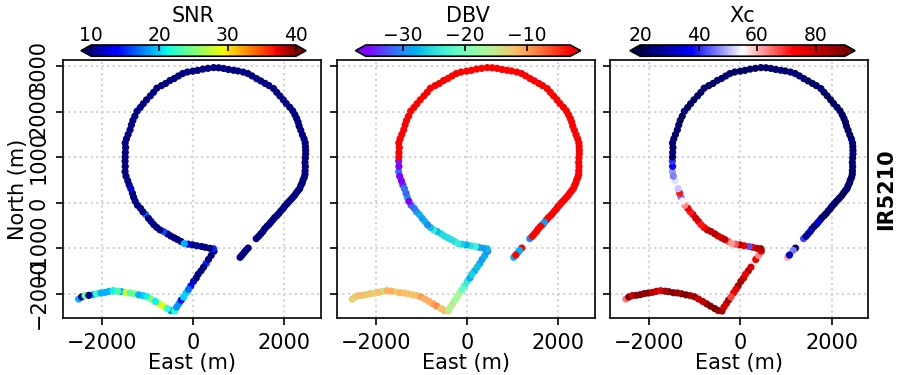 SNR DBV Xc
10 20 30 40 −30 −20 −10 20 40 60 80
North (m)
3000
2000
1000
0
−1000
−2000
IR5210
−2000 0 2000 −2000 0 2000 −2000 0 2000
East (m) East (m) East (m)